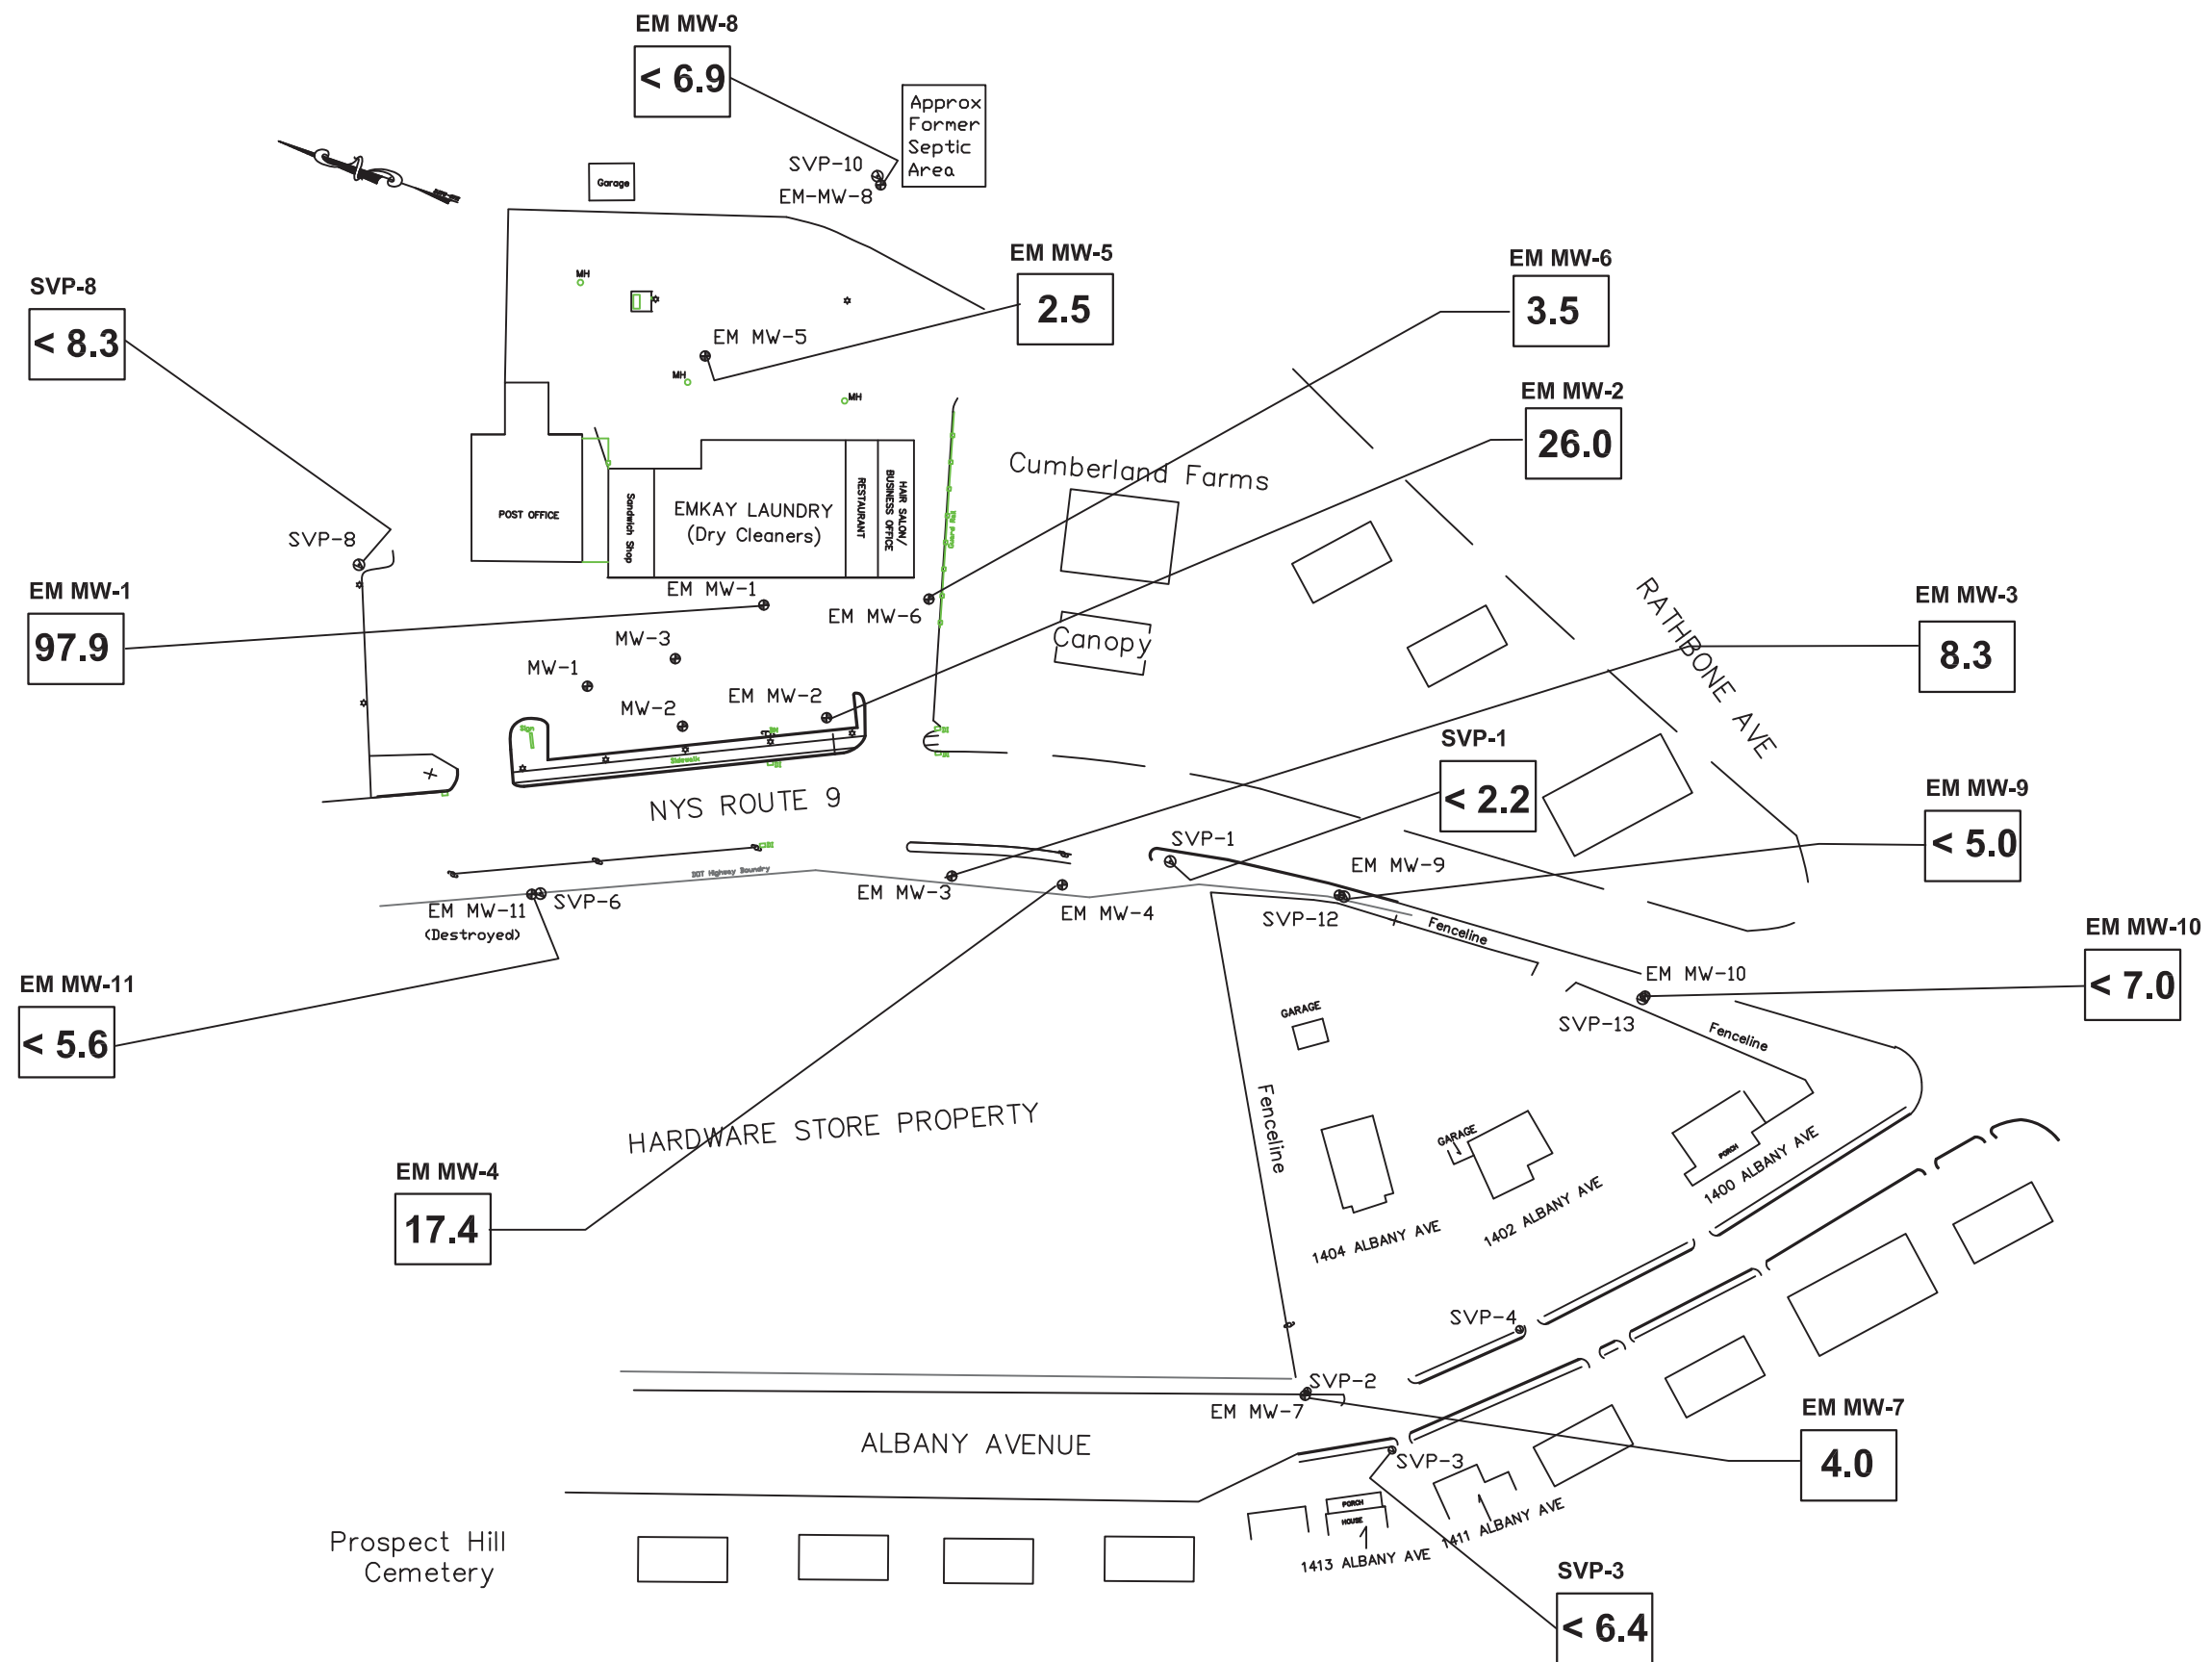 EM MW-8
< 6.9
Approx
Former
Septic
Area
SVP-10
EM-MW-8
Garage
EM MW-5
2.5
EM MW-6
3.5
SVP-8
< 8.3
MH
EM MW-5
MH
MH
EM MW-2
26.0
Cumberland Farms
POST OFFICE
Sandwich Shop
EMKAY LAUNDRY
(Dry Cleaners)
RESTAURANT
HAIR SALON/
BUSINESS OFFICE
Guard Rail
SVP-8
EM MW-1
97.9
EM MW-1
EM MW-6
RATHBONE AVE
EM MW-3
8.3
MW-3
Canopy
MW-1
EM MW-2
MW-2
Sign
Sidewalk
SVP-1
< 2.2
NYS ROUTE 9
EM MW-9
< 5.0
SVP-1
EM MW-9
DOT Highway Boundry
EM MW-3
EM MW-4
EM MW-11
(Destroyed)
SVP-6
SVP-12
Fenceline
EM MW-10
< 7.0
EM MW-10
SVP-13
EM MW-11
< 5.6
GARAGE
Fenceline
Fenceline
HARDWARE STORE PROPERTY
GARAGE
PORCH
1400 ALBANY AVE
EM MW-4
17.4
1404 ALBANY AVE
1402 ALBANY AVE
SVP-4
SVP-2
EM MW-7
EM MW-7
4.0
ALBANY AVENUE
SVP-3
PORCH
HOUSE
1413 ALBANY AVE
1411 ALBANY AVE
Prospect Hill
Cemetery
SVP-3
< 6.4